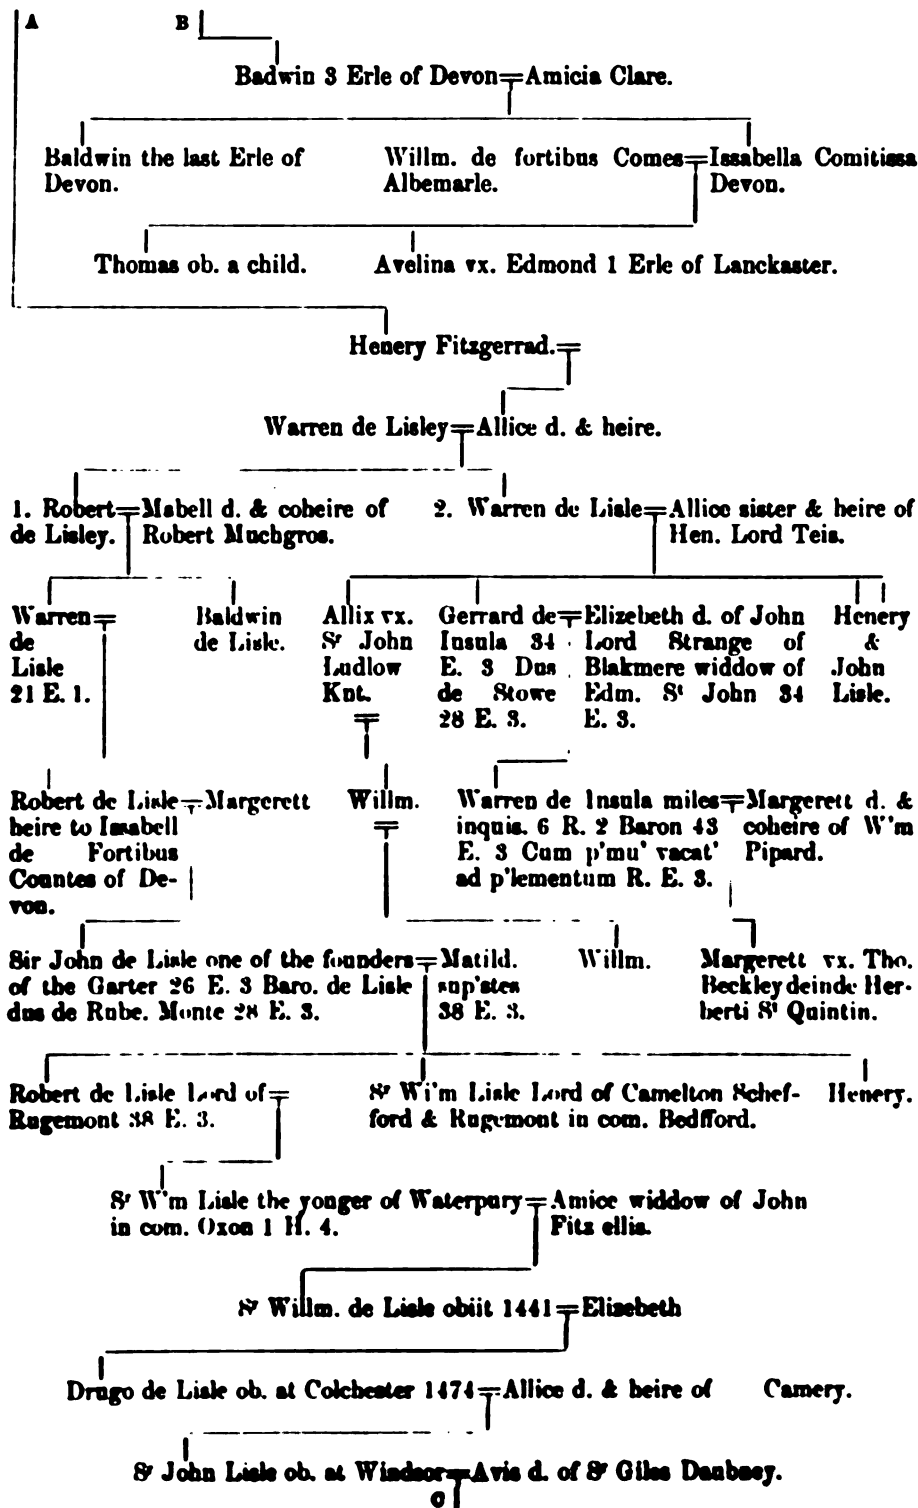 A B
Badwin 3 Erle of Devon=Amicia Clare.
Baldwin the last Erle of Devon.
Willm. de fortibus Comes=Issabella Comitissa
Albemarle. Devon.
Thomas ob. a child. Avelina vx. Edmond 1 Erle of Lanckaster.
Henery Fitzgerrad.=
Warren de Lisley=Allice d. & heire.
1. Robert=Mabell d. & coheire of
de Lisley. Robert Muchgros.
2. Warren de Lisle=Allice sister & heire of
Hen. Lord Teis.
Warren=
de
Lisle
21 E. 1.
Baldwin
de Lisle.
Allix vx.
Sr John
Ludlow
Knt.
=
Gerrard de=
Insula 34
E. 3 Dus
de Stowe
28 E. 3.
Elizebeth d. of John
Lord Strange of
Blakmere widdow of
Edm. St John 34
E. 3.
Henery
&
John
Lisle.
Robert de Lisle=Margerett
heire to Issabell
de Fortibus
Countes of De-
von.
Willm.
=
Warren de Insula miles=Margerett d. &
inquis. 6 R. 2 Baron 43 coheire of W'm
E. 3 Cum p'mu' vacat' Pipard.
ad p'lementum R. E. 3.
Sir John de Lisle one of the founders=Matild.
of the Garter 26 E. 3 Baro. de Lisle sup'stes
dus de Rube. Monte 28 E. 3. 38 E. 3.
Willm.
Margerett vx. Tho.
Beckley deinde Her-
berti St Quintin.
Robert de Lisle Lord of=
Rugemont 38 E. 3.
Sr Wi'm Lisle Lord of Camelton Schef-
ford & Rugemont in com. Bedfford.
Henery.
Sr W'm Lisle the yonger of Waterpury=Amice widdow of John
in com. Oxon 1 H. 4. Fitz ellis.
Sr Willm. de Lisle obiit 1441=Elizebeth
Drugo de Lisle ob. at Colchester 1474=Allice d. & heire of Camery.
Sr John Lisle ob. at Windsor=Avis d. of Sr Giles Daubney.
C